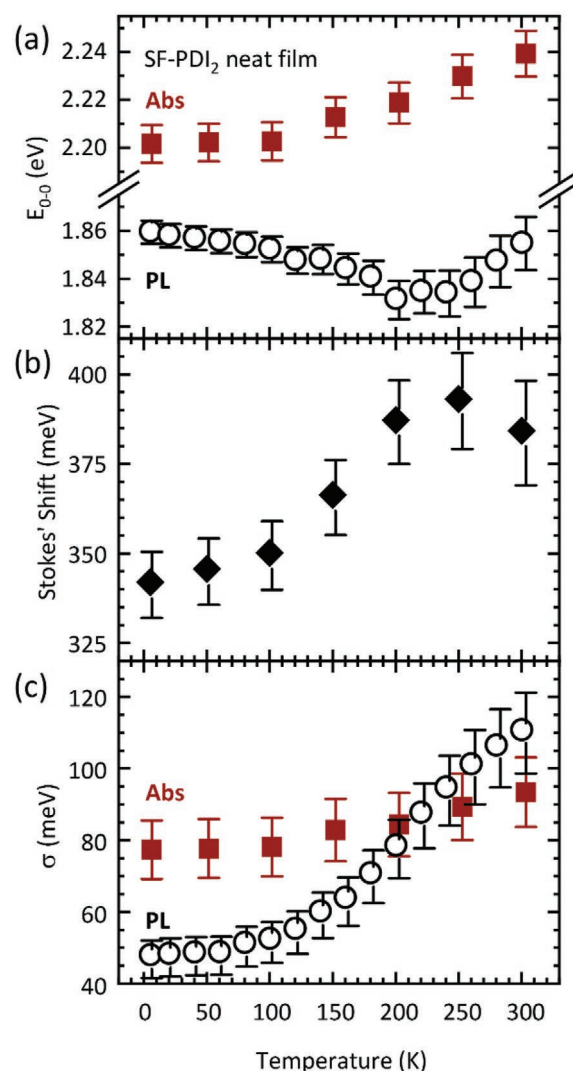 (a)
SF-PDI₂ neat film
Abs
PL
E₀₋₀ (eV)
2.24
2.22
2.20
1.86
1.84
1.82
(b)
Stokes' Shift (meV)
400
375
350
325
(c)
Abs
PL
σ (meV)
120
100
80
60
40
0 50 100 150 200 250 300
Temperature (K)